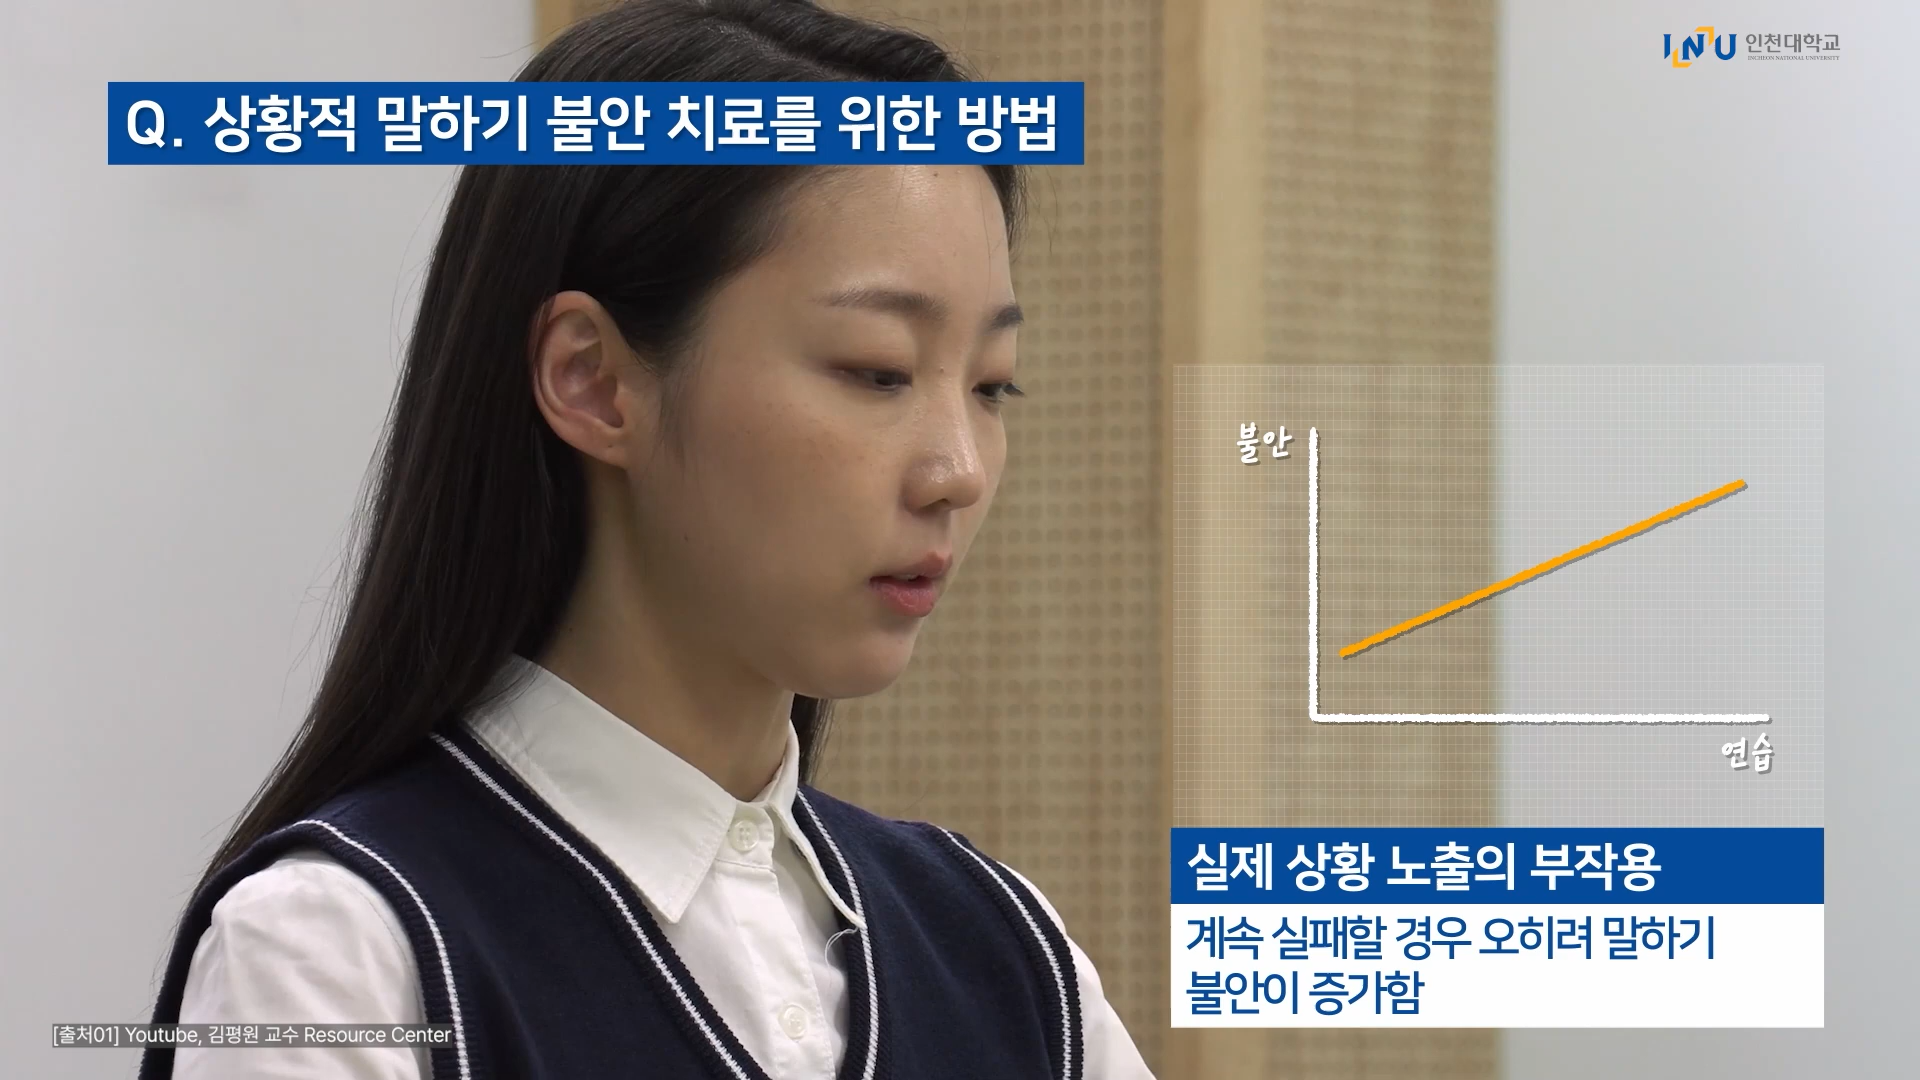 INU 인천대학교
INCHEON NATIONAL UNIVERSITY
Q. 상황적 말하기 불안 치료를 위한 방법
불안
연습
실제 상황 노출의 부작용
계속 실패할 경우 오히려 말하기
불안이 증가함
[출처01] Youtube, 김평원 교수 Resource Center